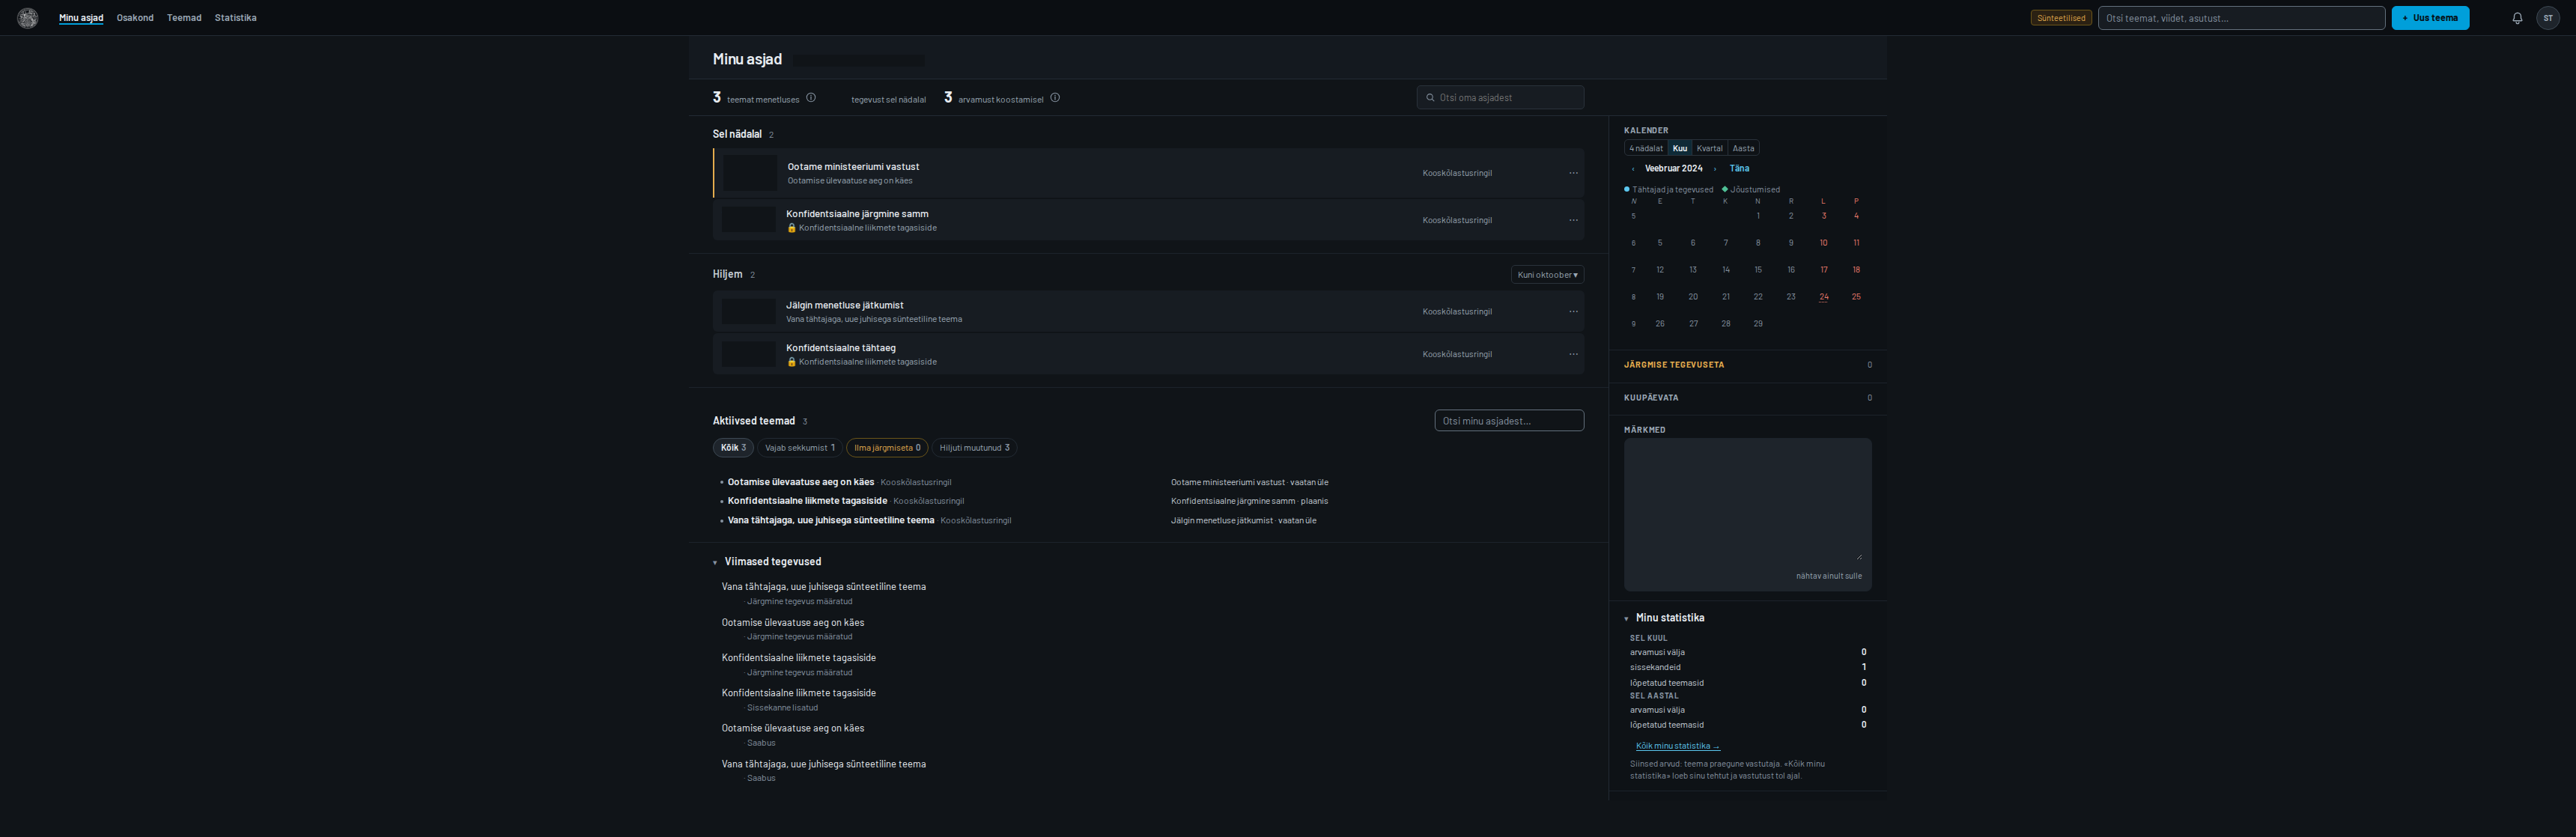 Minu asjad Osakond Teemad Statistika Sünteetilised Otsi teemat, viidet, asutust... + Uus teema ST
Minu asjad
3 teemat menetluses tegevust sel nädalal 3 arvamust koostamisel Otsi oma asjadest
Sel nädalal 2
Ootame ministeeriumi vastust
Ootamise ülevaatuse aeg on käes
Kooskõlastusringil ...
Konfidentsiaalne järgmine samm
🔒 Konfidentsiaalne liikmete tagasiside
Kooskõlastusringil ...
Hiljem 2 Kuni oktoober ▾
Jälgin menetluse jätkumist
Vana tähtajaga, uue juhisega sünteetiline teema
Kooskõlastusringil ...
Konfidentsiaalne tähtaeg
🔒 Konfidentsiaalne liikmete tagasiside
Kooskõlastusringil ...
Aktiivsed teemad 3 Otsi minu asjadest...
Kõik 3 Vajab sekkumist 1 Ilma järgmiseta 0 Hiljuti muutunud 3
Ootamise ülevaatuse aeg on käes · Kooskõlastusringil Ootame ministeeriumi vastust · vaatan üle
Konfidentsiaalne liikmete tagasiside · Kooskõlastusringil Konfidentsiaalne järgmine samm · plaanis
Vana tähtajaga, uue juhisega sünteetiline teema · Kooskõlastusringil Jälgin menetluse jätkumist · vaatan üle
▾ Viimased tegevused
Vana tähtajaga, uue juhisega sünteetiline teema
· Järgmine tegevus määratud
Ootamise ülevaatuse aeg on käes
· Järgmine tegevus määratud
Konfidentsiaalne liikmete tagasiside
· Järgmine tegevus määratud
Konfidentsiaalne liikmete tagasiside
· Sissekanne lisatud
Ootamise ülevaatuse aeg on käes
· Saabus
Vana tähtajaga, uue juhisega sünteetiline teema
· Saabus
KALENDER
4 nädalat Kuu Kvartal Aasta
‹ Veebruar 2024 › Täna
Tähtajad ja tegevused Jõustumised
N E T K N R L P
5 1 2 3 4
6 5 6 7 8 9 10 11
7 12 13 14 15 16 17 18
8 19 20 21 22 23 24 25
9 26 27 28 29
JÄRGMISE TEGEVUSETA 0
KUUPÄEVATA 0
MÄRKMED
nähtav ainult sulle
▾ Minu statistika
SEL KUUL
arvamusi välja 0
sissekandeid 1
lõpetatud teemasid 0
SEL AASTAL
arvamusi välja 0
lõpetatud teemasid 0
Kõik minu statistika →
Siinsed arvud: teema praegune vastutaja. «Kõik minu
statistika» loeb sinu tehtut ja vastutust tol ajal.